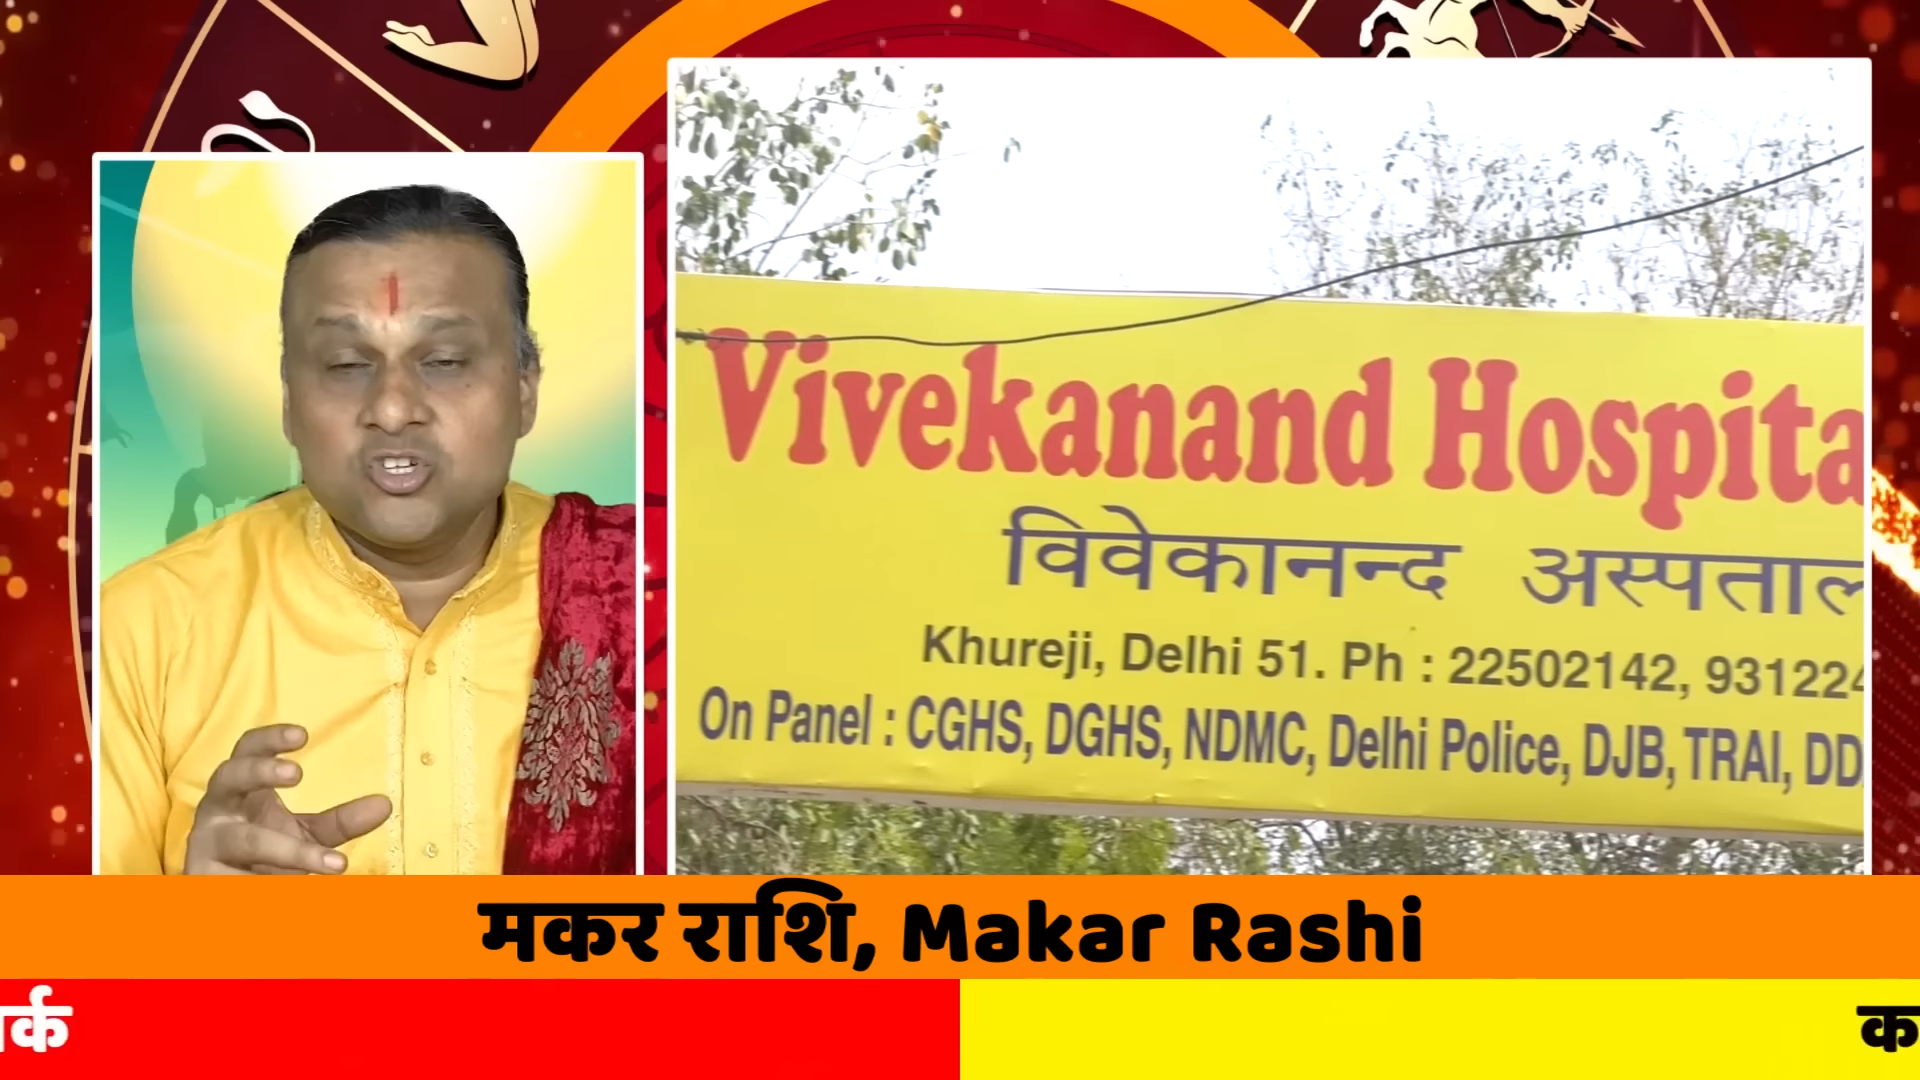 Vivekanand Hospita
विवेकानन्द अस्पताल
Khureji, Delhi 51. Ph : 22502142, 931224
On Panel : CGHS, DGHS, NDMC, Delhi Police, DJB, TRAI, DD
मकर राशि, Makar Rashi
र्क
क